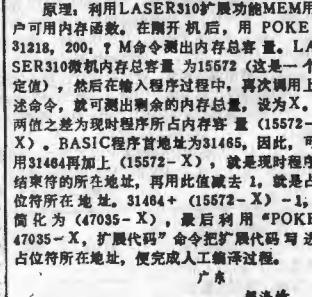 原理：利用LASER310扩展功能MEM用
户可用内存函数。在刚开机后，用 POKE
31218, 200: ? M命令测出内存总容量。LA
SER310微机内存总容量 为15572（这是一个
定值），然后在输入过程中，再次调用上
述命令，就可测出剩余的内存总量，设为X。
两值之差为现时程序所占内存容量（15572－
X）。BASIC程序首地址为31465，因此，可
用31464再加上（15572－X），就是现时程序
结束符的所在地址，再用此值减去 1，就是占
位符所在 地 址。31464＋（15572－X）－1，
简 化 为（47035－X），最 后 利 用 “POKE
47035－X，扩展代码”命令把扩展代码 写 进
占位符所在地址，便完成人工编译过程。
广 东